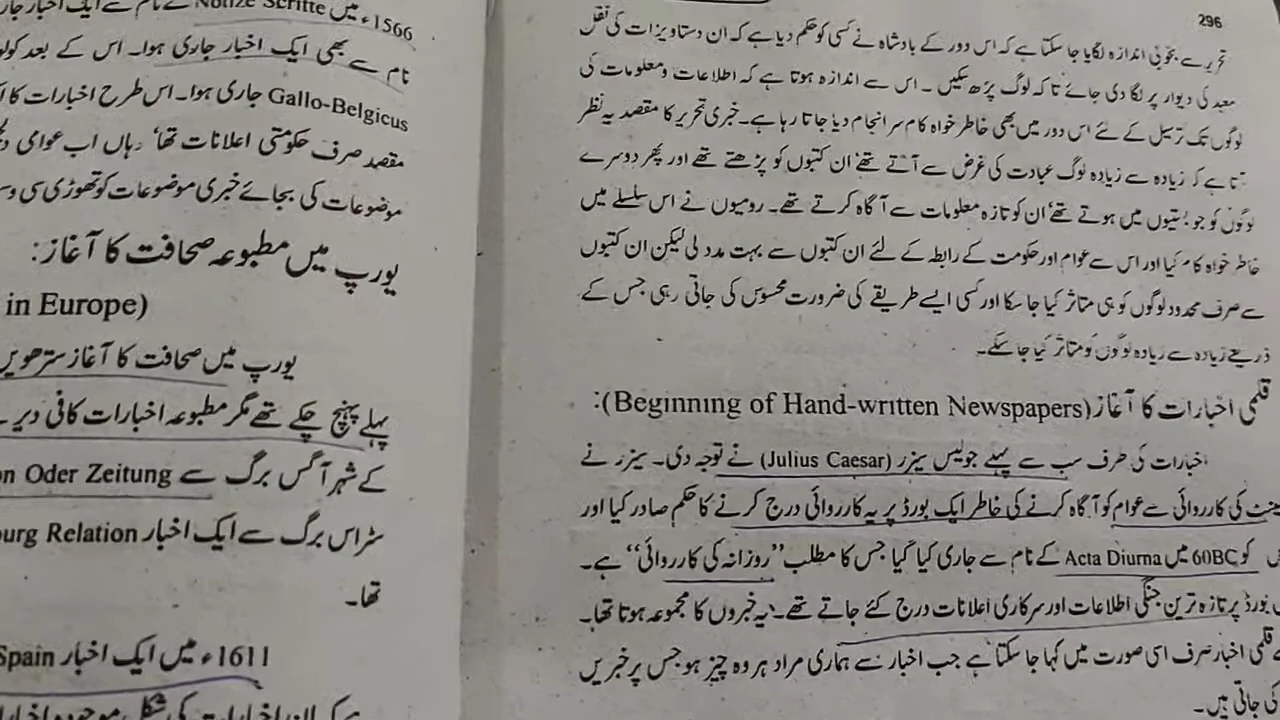 296
تحریر سے بخوبی اندازہ لگایا جا سکتا ہے کہ اس دور کے بادشاہ نے کسی کو حکم دیا ہے کہ ان دستاویزات کی نقل
معبد کی دیوار پر لگا دی جائے تاکہ لوگ پڑھ سکیں ۔ اس سے اندازہ ہوتا ہے کہ اطلاعات و معلومات کی
لوگوں تک ترسیل کے لئے اس دور میں بھی خاطر خواہ کام سر انجام دیا جاتا رہا ہے۔ خبری تحریر کا مقصد یہ نظر
آتا ہے کہ زیادہ سے زیادہ لوگ عبادت کی غرض سے آتے تھے ان کتبوں کو پڑھتے تھے اور پھر دوسرے
لوگوں کو جو بستیوں میں ہوتے تھے ان کو تازہ معلومات سے آگاہ کرتے تھے۔ رومیوں نے اس سلسلے میں
خاطر خواہ کام کیا اور اس سے عوام اور حکومت کے رابطہ کے لئے ان کتبوں سے بہت مدد لی لیکن ان کتبوں
سے صرف محدود لوگوں کو ہی متاثر کیا جا سکا اور کسی ایسے طریقے کی ضرورت محسوس کی جاتی رہی جس کے
ذریعے زیادہ سے زیادہ لوگوں کو متاثر کیا جا سکے۔
قلمی اخبارات کا آغاز (Beginning of Hand-written Newspapers):
اخبارات کی طرف سب سے پہلے جولیس سیزر (Julius Caesar) نے توجہ دی۔ سیزر نے
کی کارروائی سے عوام کو آگاہ کرنے کی خاطر ایک بورڈ پر یہ کارروائی درج کرنے کا حکم صادر کیا اور
کو 60BC میں Acta Diurna کے نام سے جاری کیا گیا جس کا مطلب ’’روزانہ کی کارروائی‘‘ ہے۔
بورڈ پر تازہ ترین جنگی اطلاعات اور سرکاری اعلانات درج کئے جاتے تھے۔ یہ خبروں کا مجموعہ ہوتا تھا۔
قلمی اخبار صرف اسی صورت میں کہا جا سکتا ہے جب اخبار سے ہماری مراد ہر وہ چیز ہو جس پر خبریں
کی جاتی ہیں۔
1566ء میں Notize Scritte کے نام سے ایک اخبار
نام سے بھی ایک اخبار جاری ہوا۔ اس کے بعد
Gallo-Belgicus جاری ہوا۔ اس طرح اخبارات کا
مقصد صرف حکومتی اعلانات تھا، وہاں اب عوامی
موضوعات کی بجائے خبری موضوعات کو تھوڑی سی
یورپ میں مطبوعہ صحافت کا آغاز:
in Europe)
یورپ میں صحافت کا آغاز سترھویں
پہلے پہنچ چکے تھے مگر مطبوعہ اخبارات کافی دیر
کے شہر آگس برگ سے on Oder Zeitung
سٹراس برگ سے ایک اخبار ourg Relation
تھا۔
1611ء میں ایک اخبار Spain